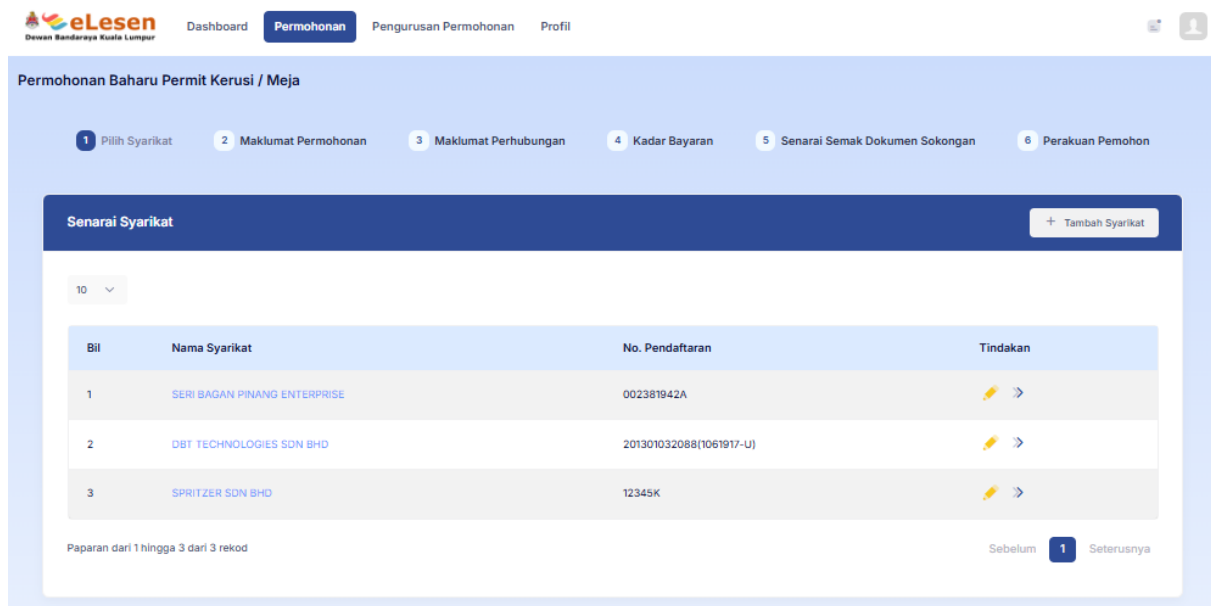 eLesen
Dewan Bandaraya Kuala Lumpur
Dashboard Permohonan Pengurusan Permohonan Profil
Permohonan Baharu Permit Kerusi / Meja
1 Pilih Syarikat 2 Maklumat Permohonan 3 Maklumat Perhubungan 4 Kadar Bayaran 5 Senarai Semak Dokumen Sokongan 6 Perakuan Pemohon
Senarai Syarikat + Tambah Syarikat
10
Bil Nama Syarikat No. Pendaftaran Tindakan
1 SERI BAGAN PINANG ENTERPRISE 002381942A
2 DBT TECHNOLOGIES SDN BHD 201301032088(1061917-U)
3 SPRITZER SDN BHD 12345K
Paparan dari 1 hingga 3 dari 3 rekod Sebelum 1 Seterusnya